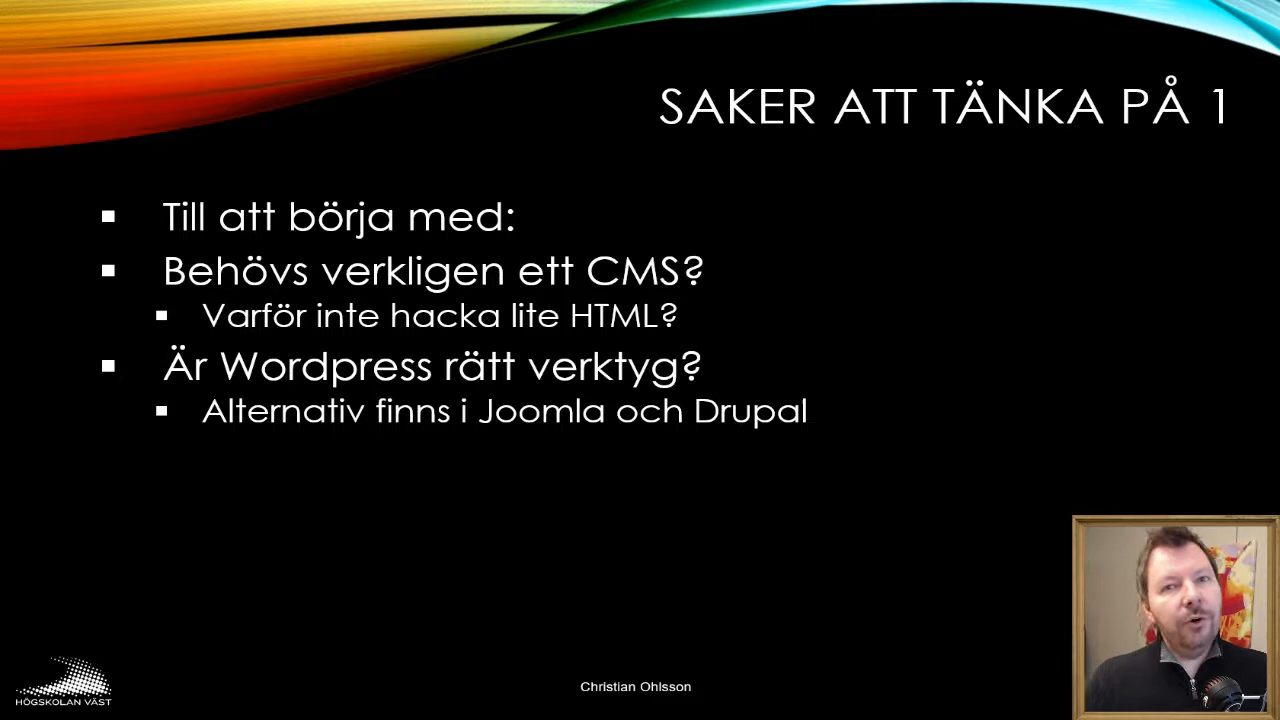 SAKER ATT TÄNKA PÅ 1
Till att börja med:
Behövs verkligen ett CMS?
Varför inte hacka lite HTML?
Är Wordpress rätt verktyg?
Alternativ finns i Joomla och Drupal
HÖGSKOLAN VÄST
Christian Ohlsson